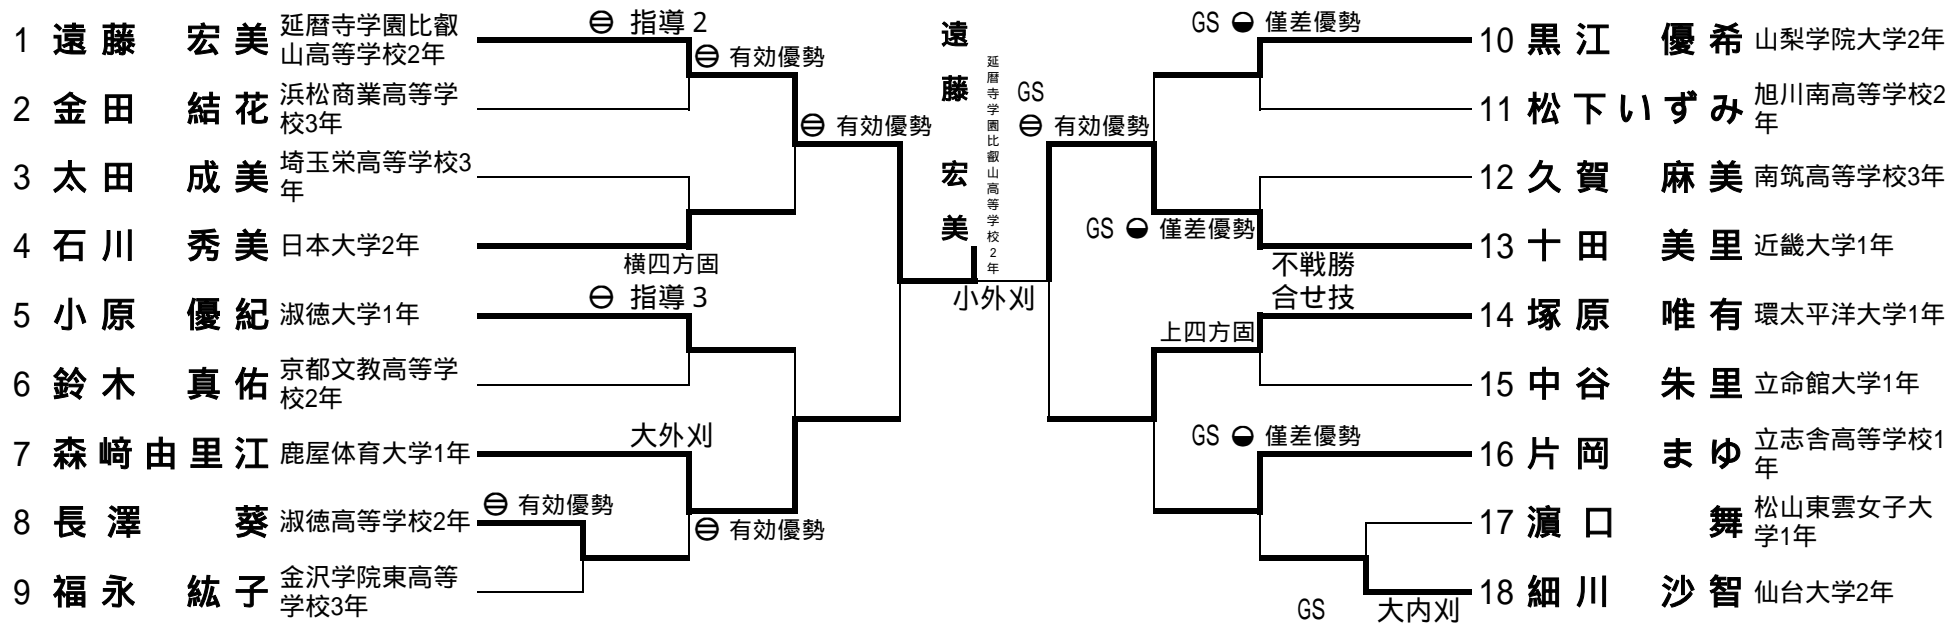 1 遠藤 宏美 延暦寺学園比叡
山高等学校2年
2 金田 結花 浜松商業高等学
校3年
3 太田 成美 埼玉栄高等学校3
年
4 石川 秀美 日本大学2年
5 小原 優紀 淑徳大学1年
6 鈴木 真佑 京都文教高等学
校2年
7 森﨑由里江 鹿屋体育大学1年
8 長澤 葵 淑徳高等学校2年
9 福永 紘子 金沢学院東高等
学校3年
指導2
有効優勢
有効優勢
横四方固
指導3
大外刈
有効優勢
有効優勢
遠藤宏美
延暦寺学園比叡山高等学校2年
小外刈
GS
有効優勢
GS 僅差優勢
GS 僅差優勢
不戦勝
合せ技
上四方固
GS 僅差優勢
GS 大内刈
10 黒江 優希 山梨学院大学2年
11 松下いずみ 旭川南高等学校2
年
12 久賀 麻美 南筑高等学校3年
13 十田 美里 近畿大学1年
14 塚原 唯有 環太平洋大学1年
15 中谷 朱里 立命館大学1年
16 片岡 まゆ 立志舎高等学校1
年
17 濵口 舞 松山東雲女子大
学1年
18 細川 沙智 仙台大学2年